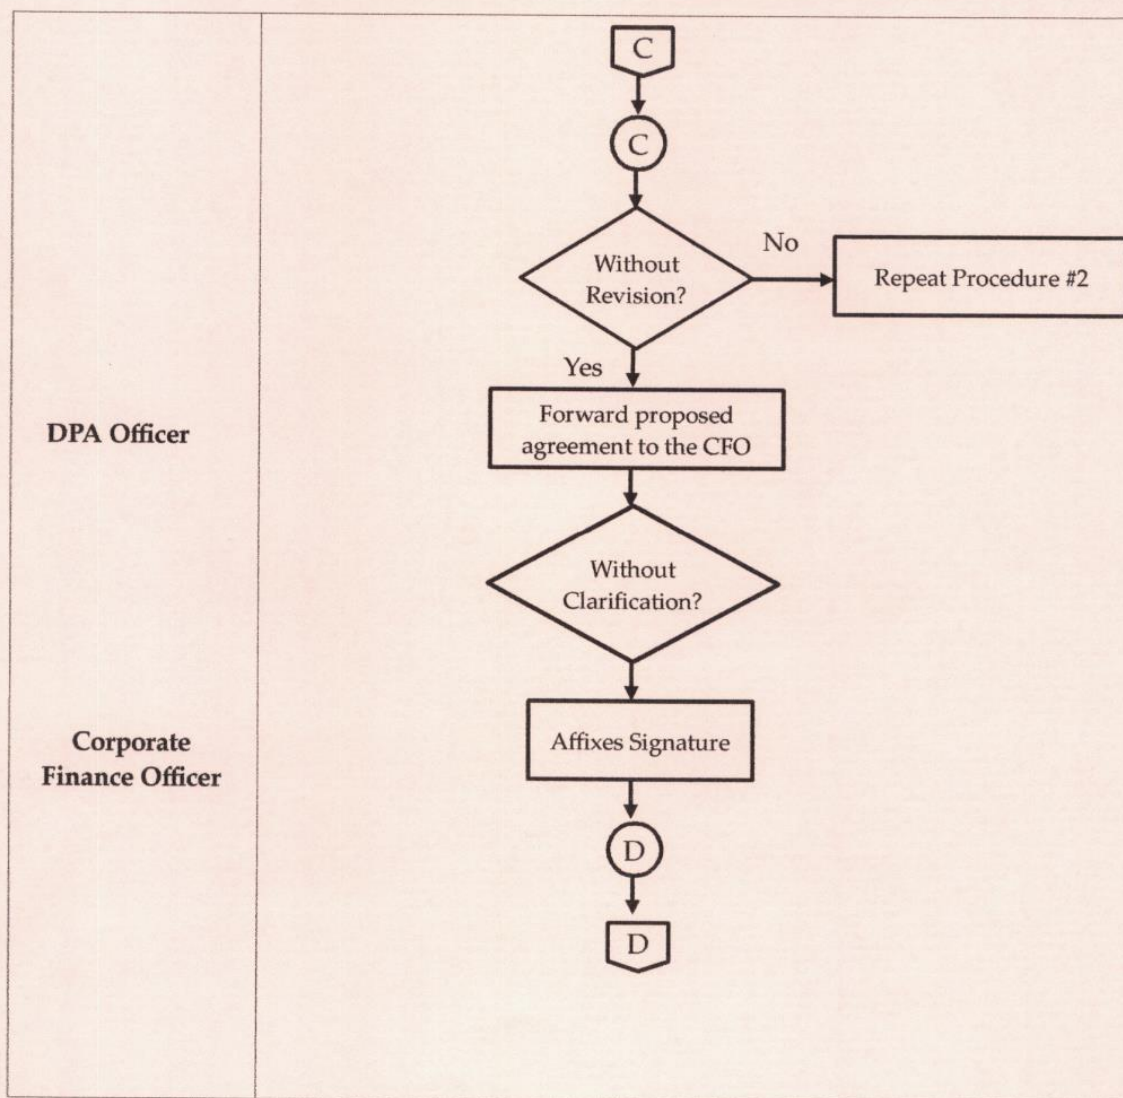 C
C
Without
Revision?
No
Repeat Procedure #2
Yes
DPA Officer
Forward proposed
agreement to the CFO
Without
Clarification?
Corporate
Finance Officer
Affixes Signature
D
D